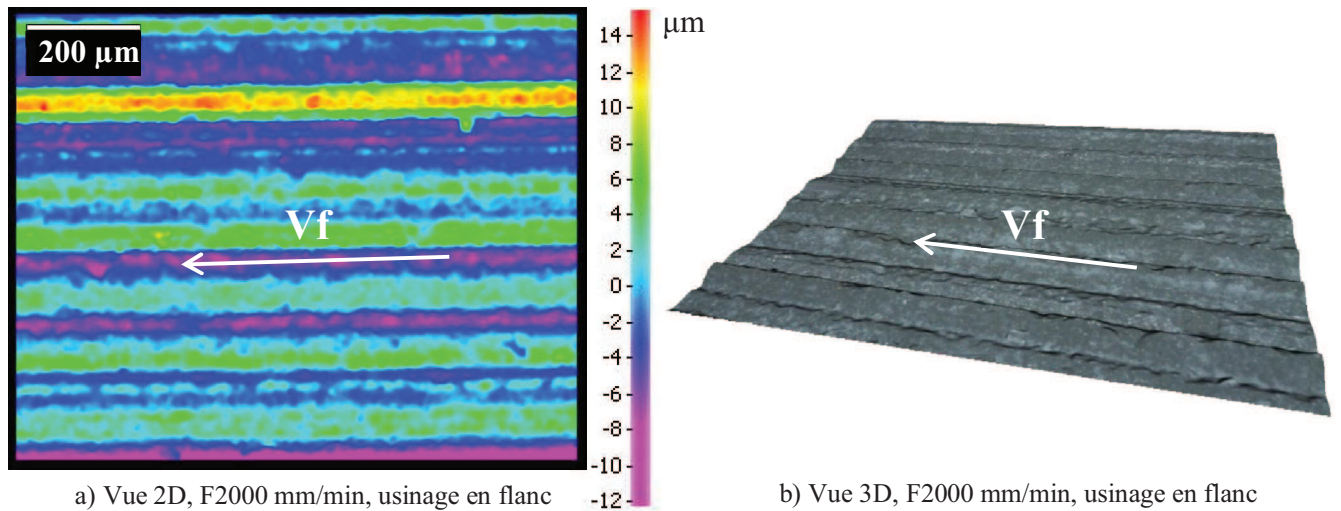 200 µm
Vf
µm
14
12
10
8
6
4
2
0
-2
-4
-6
-8
-10
-12
Vf
a) Vue 2D, F2000 mm/min, usinage en flanc
b) Vue 3D, F2000 mm/min, usinage en flanc